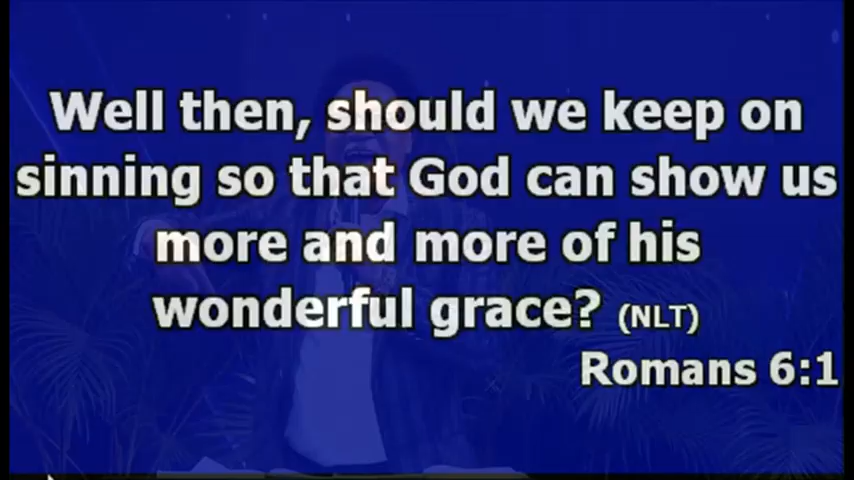 Well then, should we keep on
sinning so that God can show us
more and more of his
wonderful grace? (NLT)
Romans 6:1